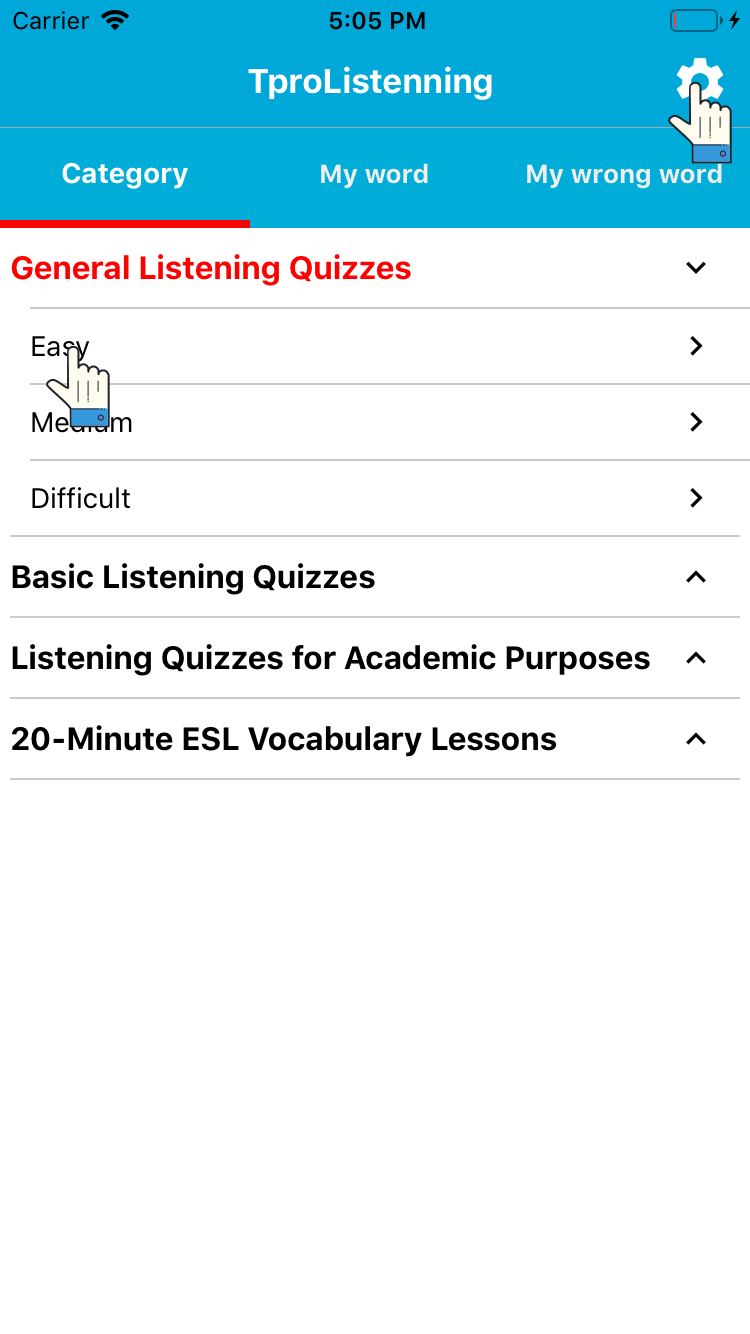 Carrier 5:05 PM
TproListenning
Category My word My wrong word
General Listening Quizzes
Easy
Medium
Difficult
Basic Listening Quizzes
Listening Quizzes for Academic Purposes
20-Minute ESL Vocabulary Lessons